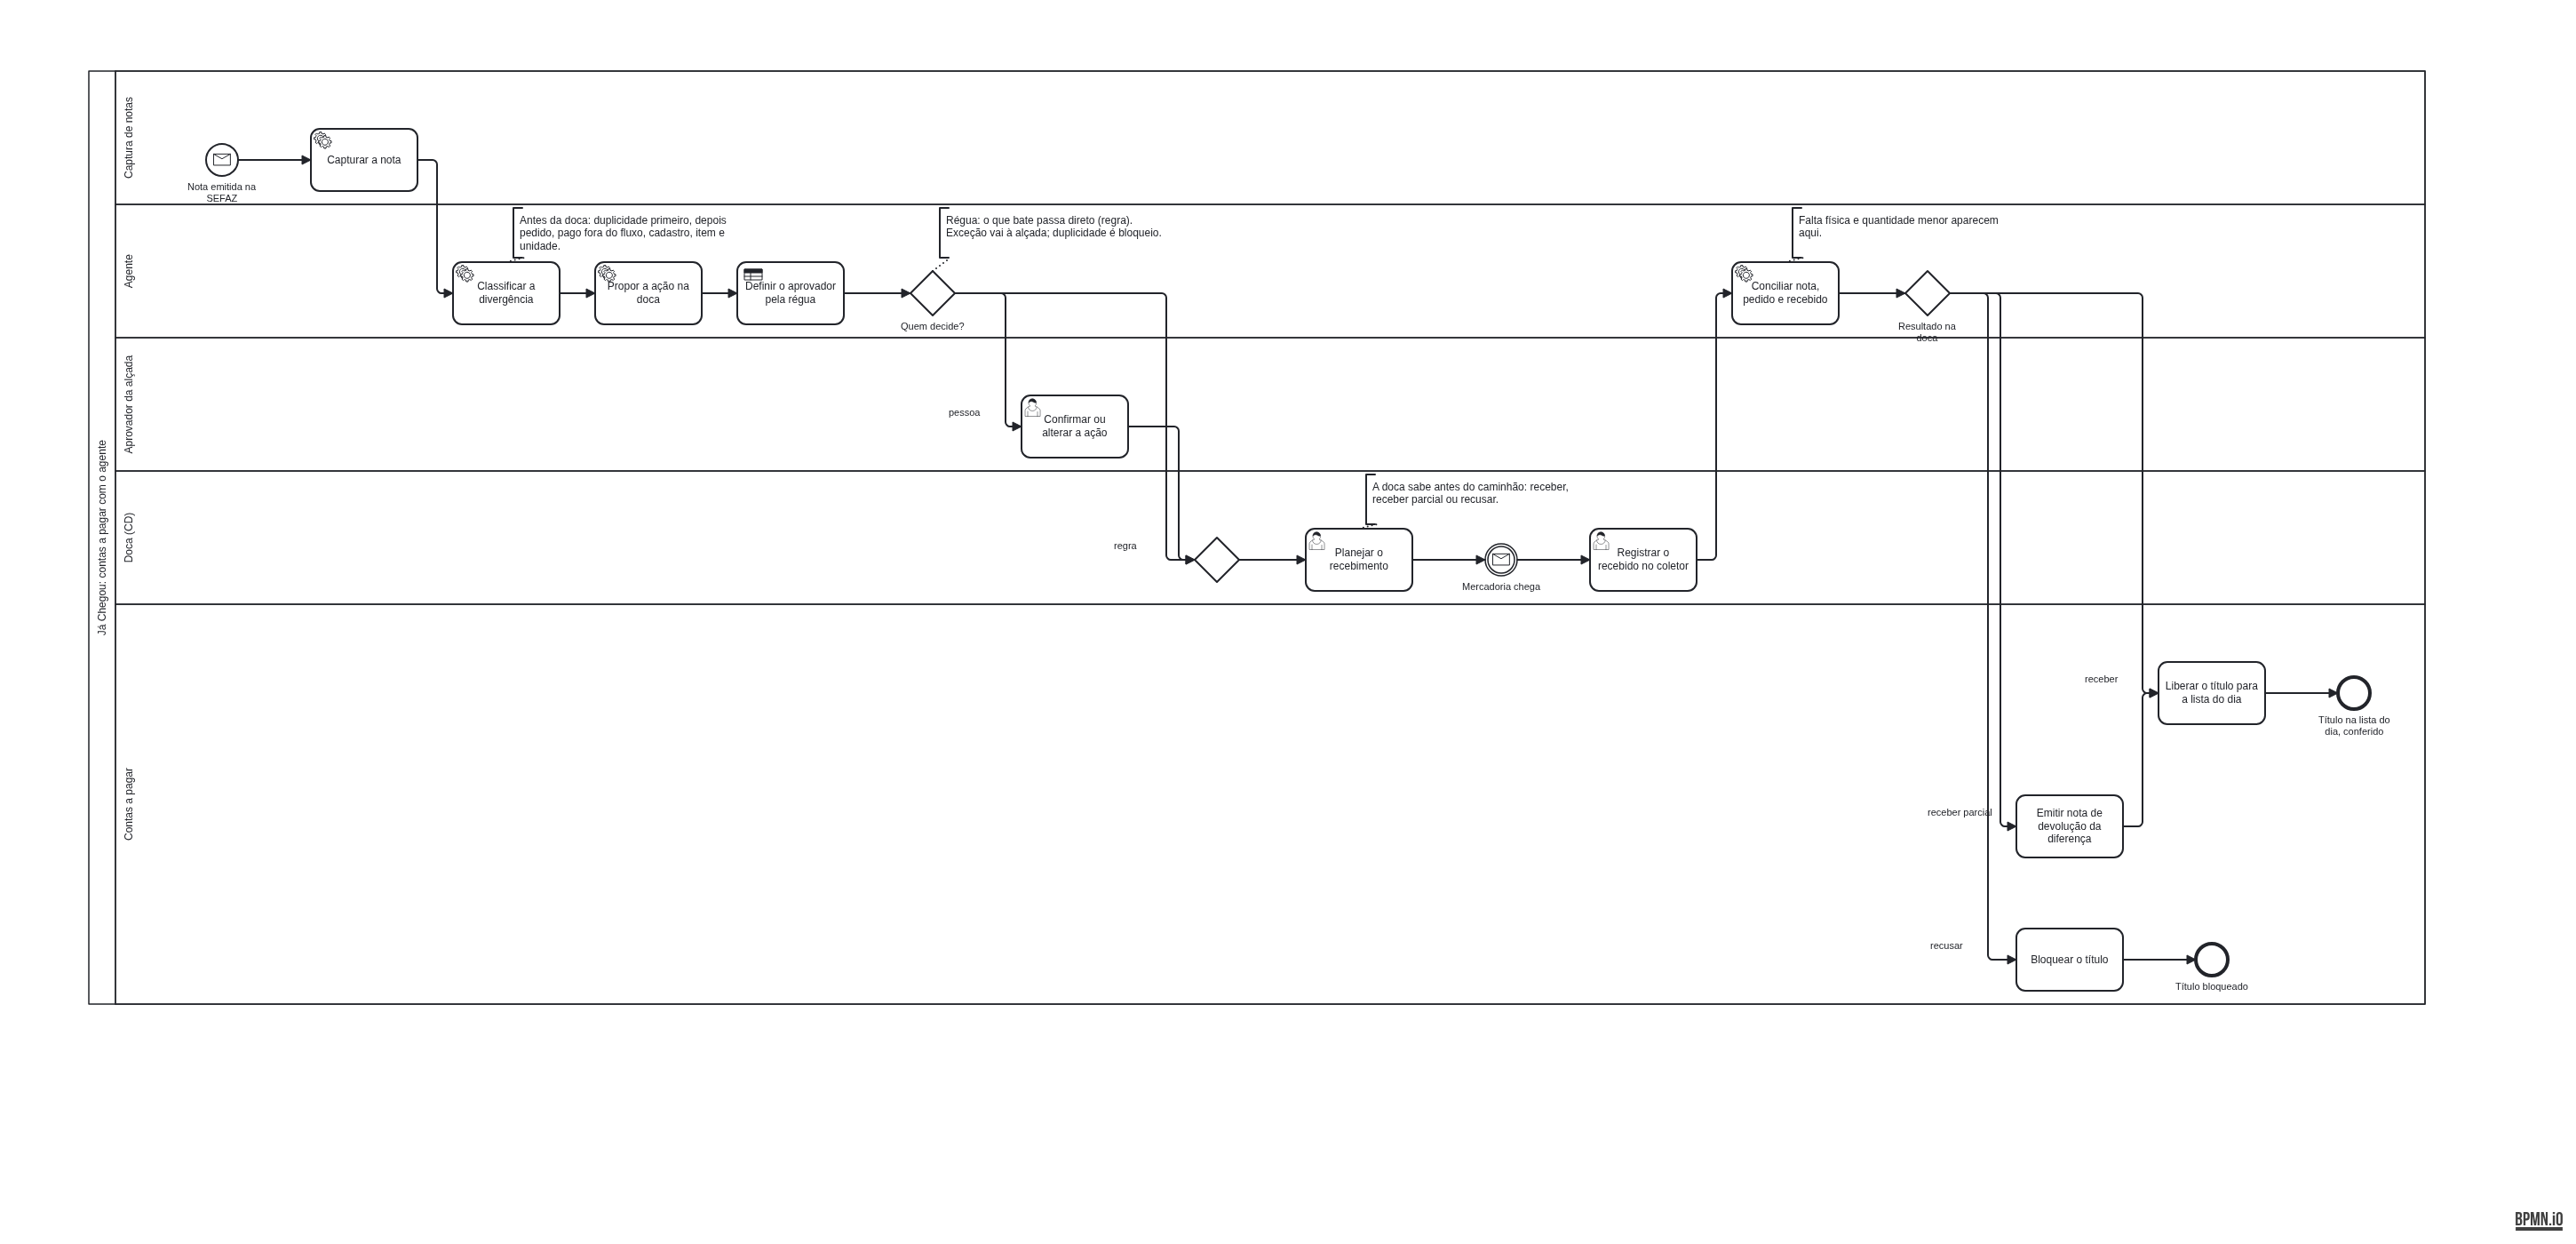 Já Chegou: contas a pagar com o agente
Captura de notas
Nota emitida na
SEFAZ
Capturar a nota
Agente
Antes da doca: duplicidade primeiro, depois
pedido, pago fora do fluxo, cadastro, item e
unidade.
Classificar a
divergência
Propor a ação na
doca
Definir o aprovador
pela régua
Régua: o que bate passa direto (regra).
Exceção vai à alçada; duplicidade é bloqueio.
Quem decide?
Falta física e quantidade menor aparecem
aqui.
Conciliar nota,
pedido e recebido
Resultado na
doca
Aprovador da alçada
pessoa
Confirmar ou
alterar a ação
Doca (CD)
regra
A doca sabe antes do caminhão: receber,
receber parcial ou recusar.
Planejar o
recebimento
Mercadoria chega
Registrar o
recebido no coletor
Contas a pagar
receber
Liberar o título para
a lista do dia
Título na lista do
dia, conferido
receber parcial
Emitir nota de
devolução da
diferença
recusar
Bloquear o título
Título bloqueado
BPMN.iO